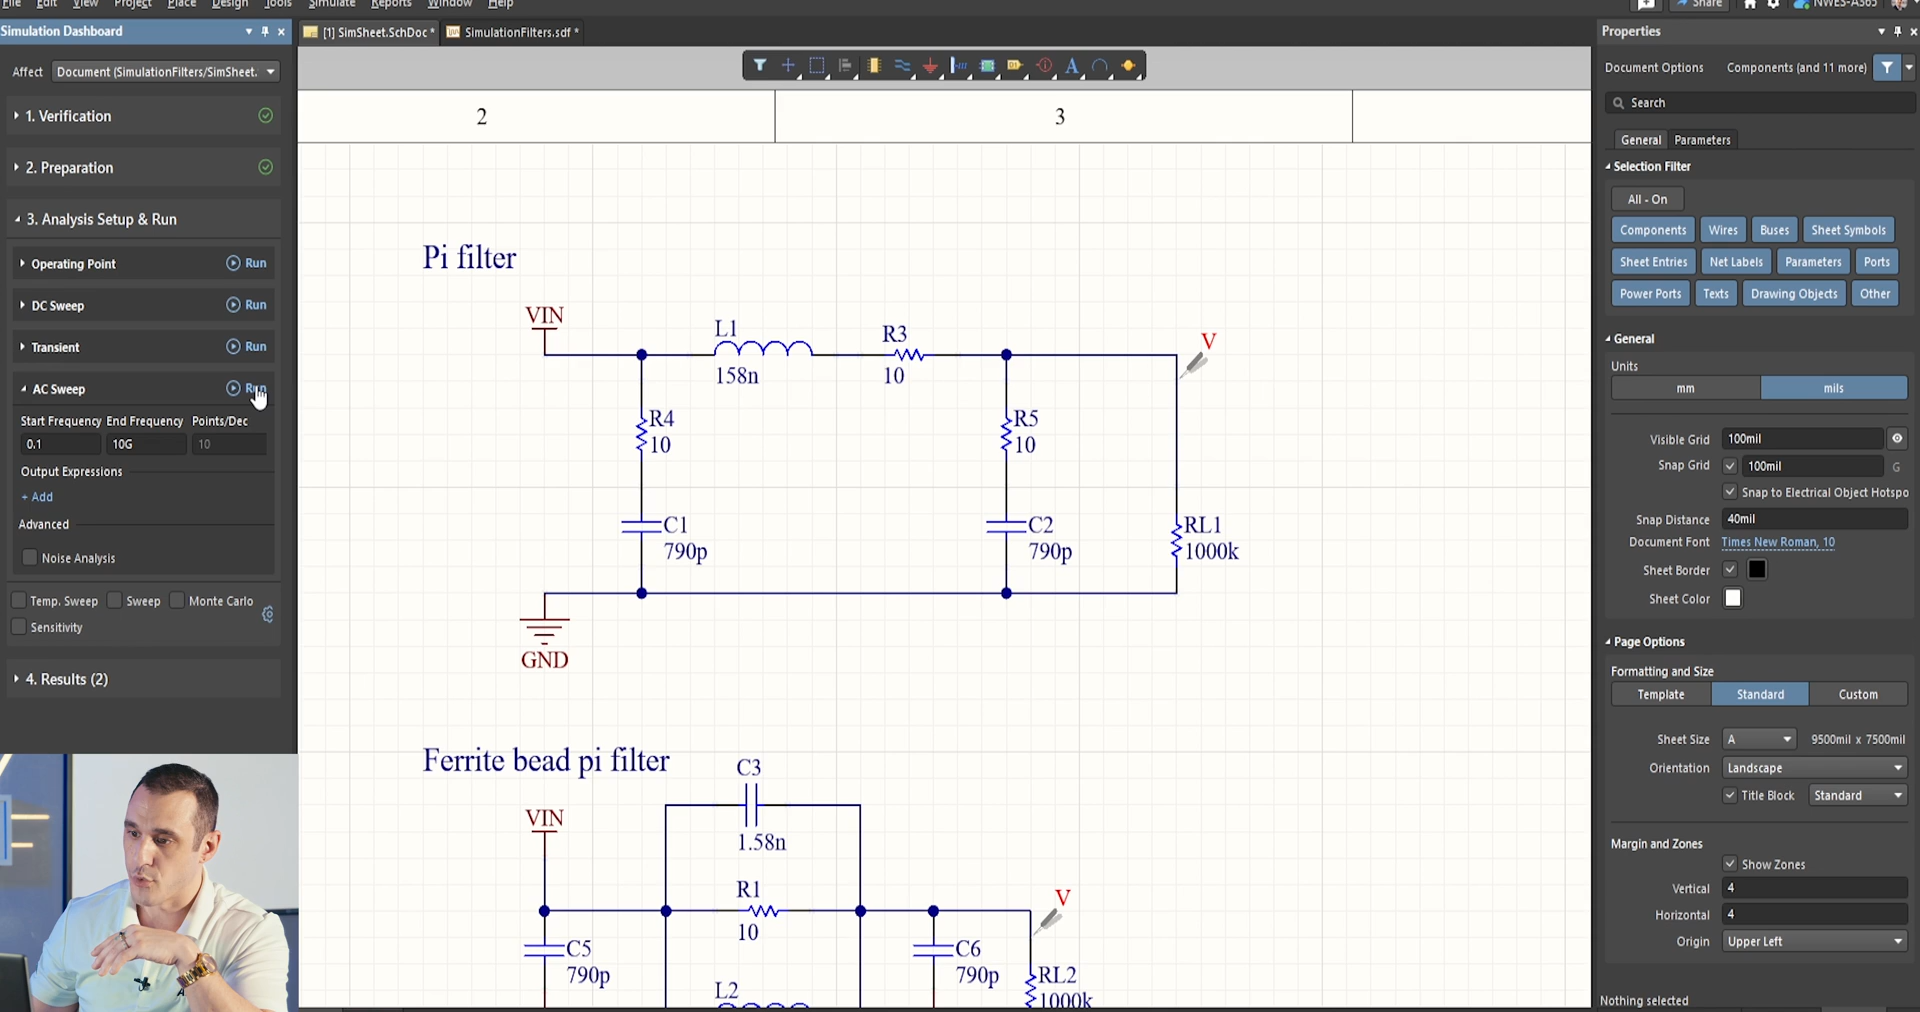 File Edit View Project Place Design Tools Simulate Reports Window Help
Share NWES-A365
Simulation Dashboard
Affect Document (SimulationFilters/SimSheet.
1. Verification
2. Preparation
3. Analysis Setup & Run
Operating Point Run
DC Sweep Run
Transient Run
AC Sweep Run
Start Frequency End Frequency Points/Dec
0.1 10G 10
Output Expressions
+ Add
Advanced
Noise Analysis
Temp. Sweep Sweep Monte Carlo
Sensitivity
4. Results (2)
[1] SimSheet.SchDoc * SimulationFilters.sdf *
2 3
Pi filter
VIN
L1
158n
R3
10
V
R4
10
R5
10
C1
790p
C2
790p
RL1
1000k
GND
Ferrite bead pi filter
C3
1.58n
VIN
R1
10
V
C5
790p
C6
790p
L2
RL2
1000k
Properties
Document Options Components (and 11 more)
Search
General Parameters
Selection Filter
All - On
Components Wires Buses Sheet Symbols
Sheet Entries Net Labels Parameters Ports
Power Ports Texts Drawing Objects Other
General
Units
mm mils
Visible Grid 100mil
Snap Grid 100mil G
Snap to Electrical Object Hotspo
Snap Distance 40mil
Document Font Times New Roman, 10
Sheet Border
Sheet Color
Page Options
Formatting and Size
Template Standard Custom
Sheet Size A 9500mil x 7500mil
Orientation Landscape
Title Block Standard
Margin and Zones
Show Zones
Vertical 4
Horizontal 4
Origin Upper Left
Nothing selected